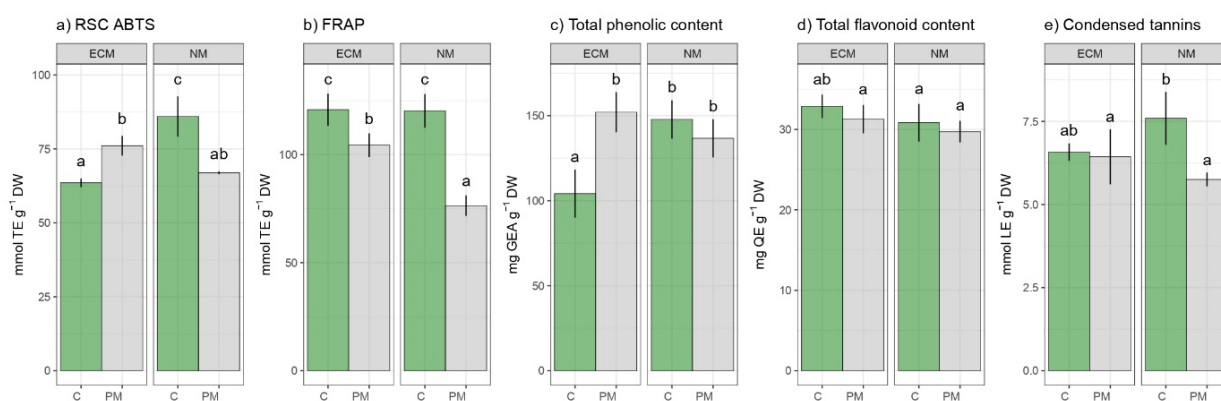 a) RSC ABTS
ECM NM
mmol TE g⁻¹ DW
100
75
50
25
0
a
b
c
ab
C PM C PM
b) FRAP
ECM NM
mmol TE g⁻¹ DW
100
50
0
c
b
c
a
C PM C PM
c) Total phenolic content
ECM NM
mg GEA g⁻¹ DW
150
100
50
0
a
b
b
b
C PM C PM
d) Total flavonoid content
ECM NM
mg QE g⁻¹ DW
30
20
10
0
ab
a
a
a
C PM C PM
e) Condensed tannins
ECM NM
mmol LE g⁻¹ DW
7.5
5.0
2.5
0.0
ab
a
b
a
C PM C PM